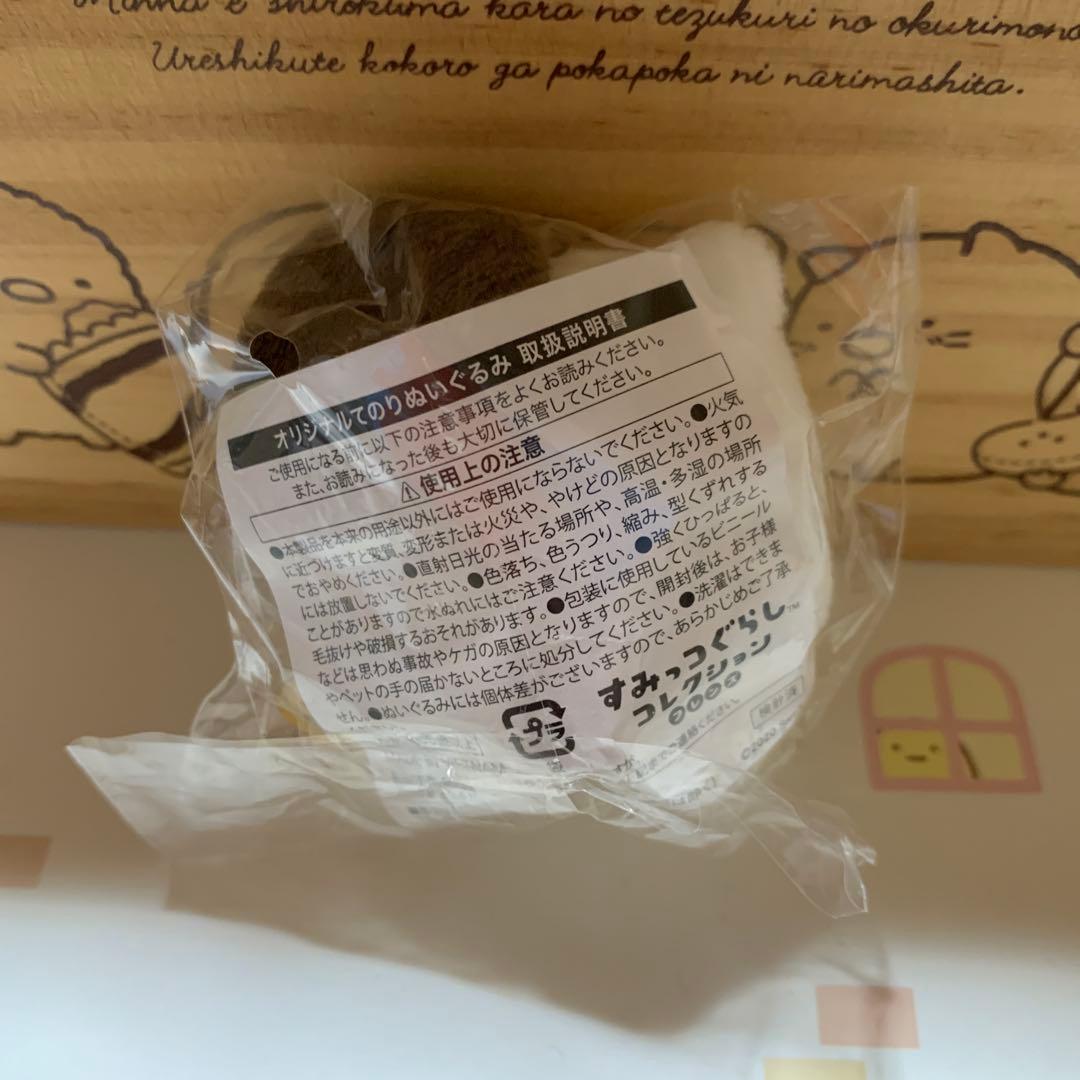 Minna e shirokuma kara no tezukuri no okurimono
Ureshikute kokoro ga pokapoka ni narimashita.
オリジナルてのりぬいぐるみ 取扱説明書
ご使用になる前に以下の注意事項をよくお読みください。
また、お読みになった後も大切に保管してください。
⚠使用上の注意
●本製品を本来の用途以外にはご使用にならないでください。●火気
に近づけますと変質、変形または火災や、やけどの原因となりますの
でおやめください。●直射日光の当たる場所や、高温・多湿の場所
には放置しないでください。●色落ち、色うつり、縮み、型くずれする
ことがありますので水ぬれにはご注意ください。●強くひっぱると、
毛抜けや破損するおそれがあります。●包装に使用しているビニール
などは思わぬ事故やケガの原因となりますので、開封後は、お子様
やペットの手の届かないところに処分してください。●洗濯はできま
せん。●ぬいぐるみには個体差がございますので、あらかじめご了承
すみっコぐらし™
コレクション
プラ
袋
検針済